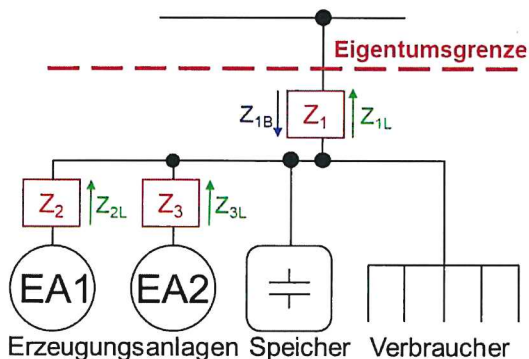 Eigentumsgrenze
Z1B Z1 Z1L
Z2 Z2L Z3 Z3L
EA1 EA2
Erzeugungsanlagen Speicher Verbraucher